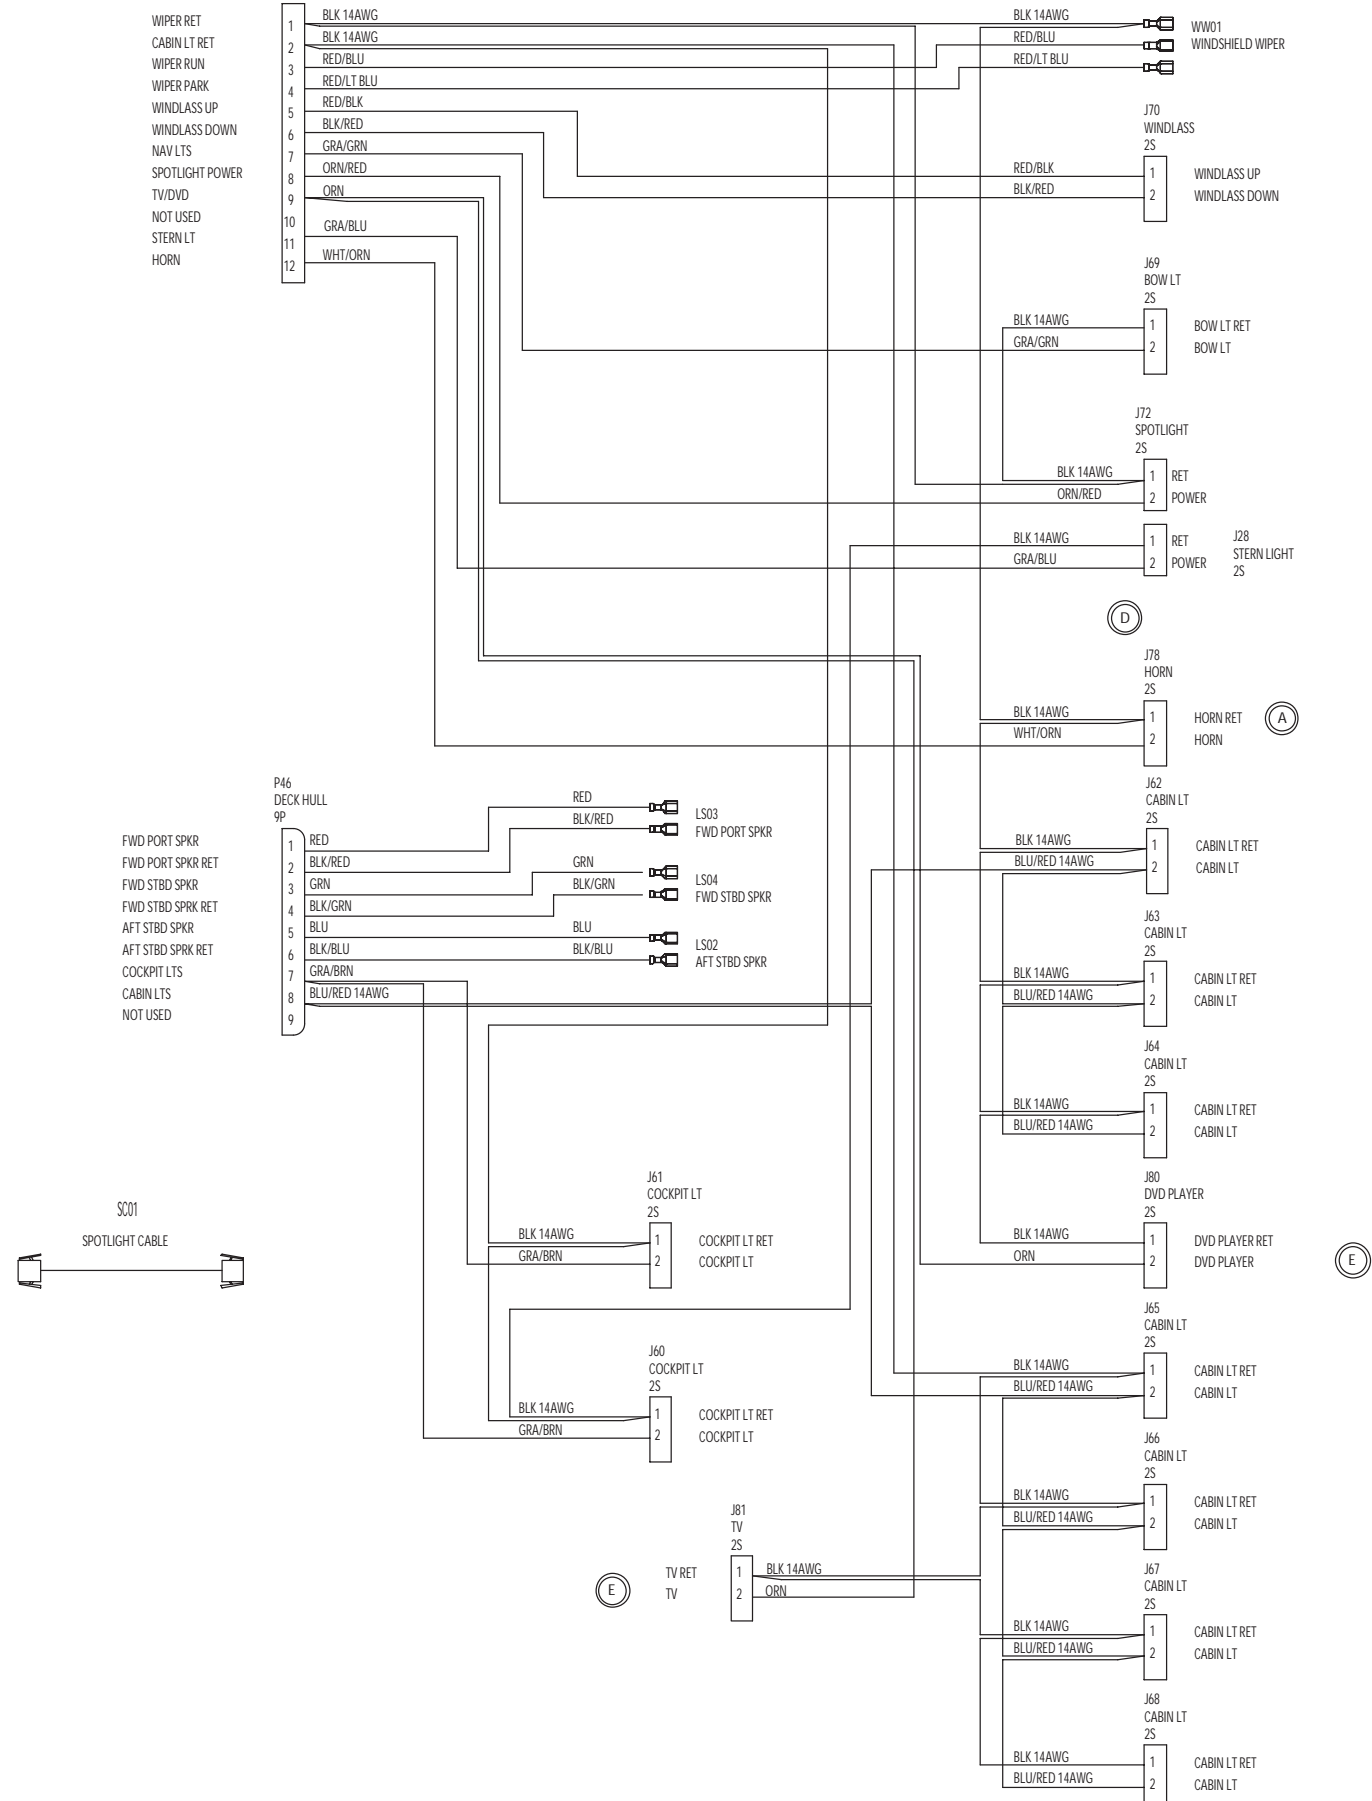 WIPER RET
CABIN LT RET
WIPER RUN
WIPER PARK
WINDLASS UP
WINDLASS DOWN
NAV LTS
SPOTLIGHT POWER
TV/DVD
NOT USED
STERN LT
HORN
1
2
3
4
5
6
7
8
9
10
11
12
BLK 14AWG
BLK 14AWG
RED/BLU
RED/LT BLU
RED/BLK
BLK/RED
GRA/GRN
ORN/RED
ORN
GRA/BLU
WHT/ORN
BLK 14AWG
RED/BLU
RED/LT BLU
WW01
WINDSHIELD WIPER
J70
WINDLASS
2S
RED/BLK 1 WINDLASS UP
BLK/RED 2 WINDLASS DOWN
J69
BOW LT
2S
BLK 14AWG 1 BOW LT RET
GRA/GRN 2 BOW LT
J72
SPOTLIGHT
2S
BLK 14AWG 1 RET
ORN/RED 2 POWER
BLK 14AWG 1 RET
GRA/BLU 2 POWER
J28
STERN LIGHT
2S
D
J78
HORN
2S
BLK 14AWG 1 HORN RET A
WHT/ORN 2 HORN
P46
DECK HULL
9P
FWD PORT SPKR 1 RED
FWD PORT SPKR RET 2 BLK/RED
FWD STBD SPKR 3 GRN
FWD STBD SPRK RET 4 BLK/GRN
AFT STBD SPKR 5 BLU
AFT STBD SPRK RET 6 BLK/BLU
COCKPIT LTS 7 GRA/BRN
CABIN LTS 8 BLU/RED 14AWG
NOT USED 9
RED
BLK/RED
LS03
FWD PORT SPKR
GRN
BLK/GRN
LS04
FWD STBD SPKR
BLU
BLK/BLU
LS02
AFT STBD SPKR
J62
CABIN LT
2S
BLK 14AWG 1 CABIN LT RET
BLU/RED 14AWG 2 CABIN LT
J63
CABIN LT
2S
BLK 14AWG 1 CABIN LT RET
BLU/RED 14AWG 2 CABIN LT
J64
CABIN LT
2S
BLK 14AWG 1 CABIN LT RET
BLU/RED 14AWG 2 CABIN LT
SC01
SPOTLIGHT CABLE
J61
COCKPIT LT
2S
BLK 14AWG 1 COCKPIT LT RET
GRA/BRN 2 COCKPIT LT
J80
DVD PLAYER
2S
BLK 14AWG 1 DVD PLAYER RET
ORN 2 DVD PLAYER E
J60
COCKPIT LT
2S
BLK 14AWG 1 COCKPIT LT RET
GRA/BRN 2 COCKPIT LT
J65
CABIN LT
2S
BLK 14AWG 1 CABIN LT RET
BLU/RED 14AWG 2 CABIN LT
J66
CABIN LT
2S
BLK 14AWG 1 CABIN LT RET
BLU/RED 14AWG 2 CABIN LT
J81
TV
2S
E TV RET 1 BLK 14AWG
TV 2 ORN
J67
CABIN LT
2S
BLK 14AWG 1 CABIN LT RET
BLU/RED 14AWG 2 CABIN LT
J68
CABIN LT
2S
BLK 14AWG 1 CABIN LT RET
BLU/RED 14AWG 2 CABIN LT